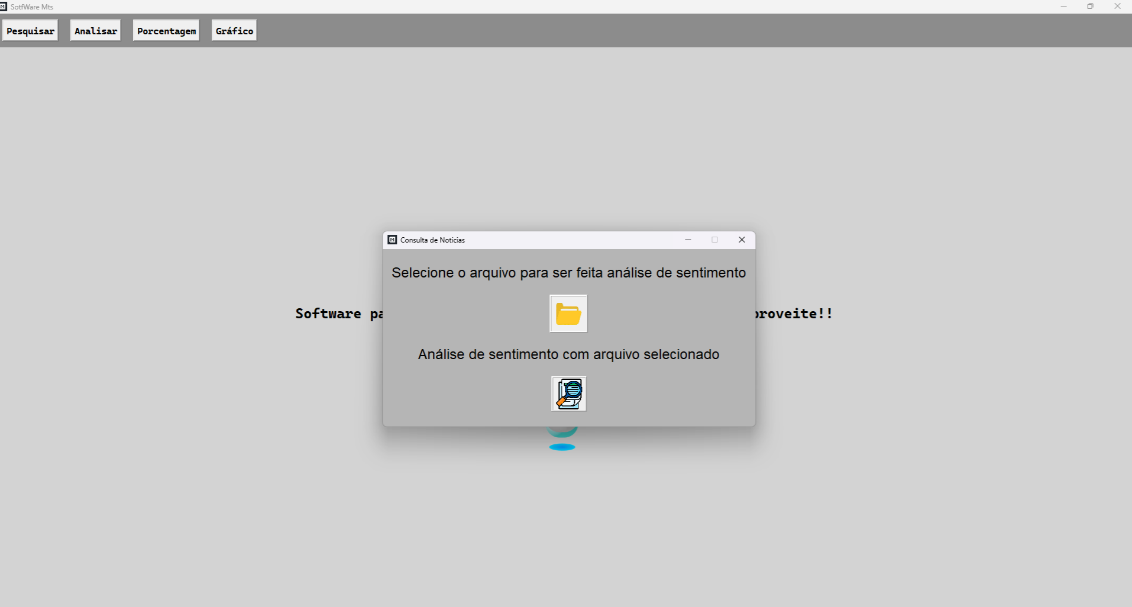 SotfWare Mts
Pesquisar Analisar Porcentagem Gráfico
Consulta de Notícias
Selecione o arquivo para ser feita análise de sentimento
Software proveite!!
Análise de sentimento com arquivo selecionado